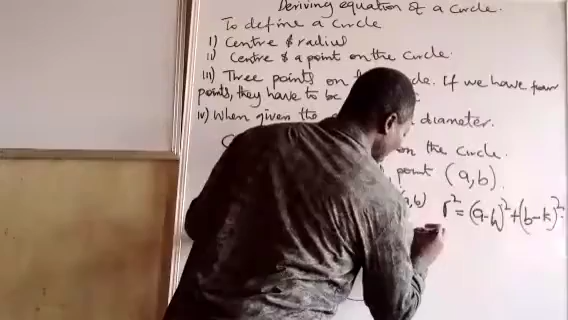 Deriving equation of a circle.
To define a circle
i) Centre & radius
ii) Centre & a point on the circle.
iii) Three points on If we have four
points, they have to be
iv) When given the diameter.
on the circle.
point (a,b).
,b) r² = (a-h)² + (b-k)².